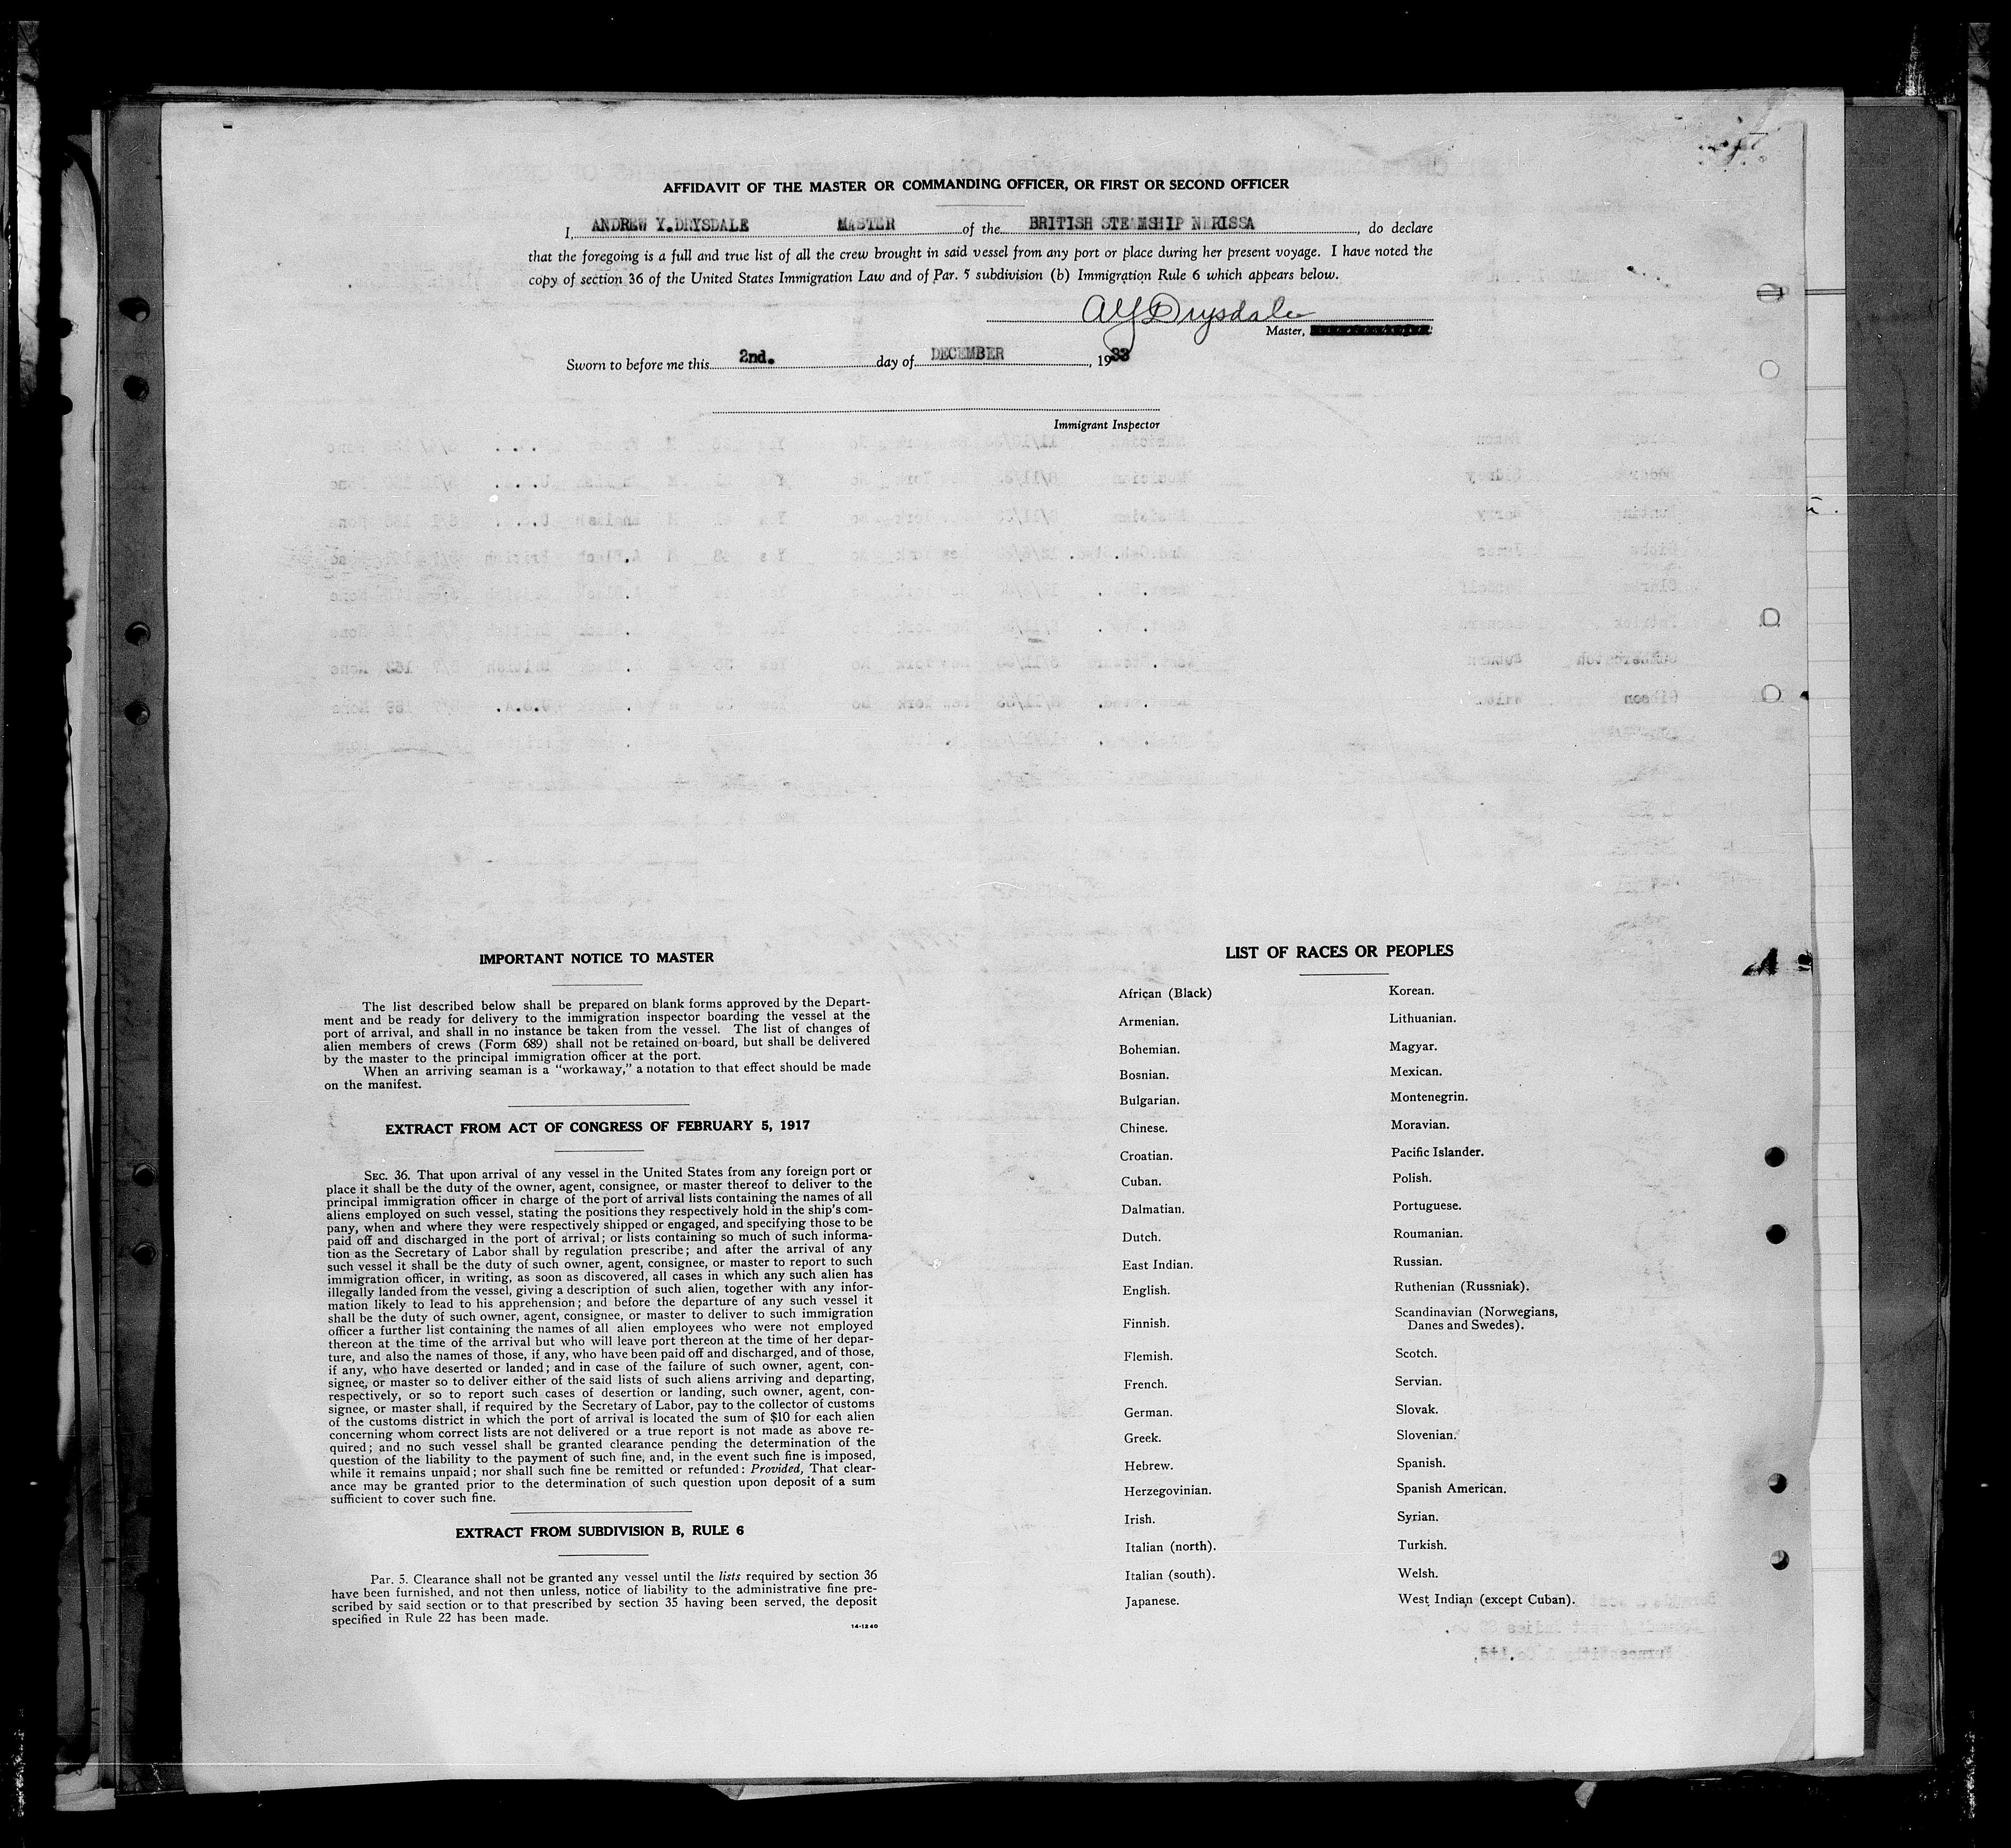 AFFIDAVIT OF THE MASTER OR COMMANDING OFFICER, OR FIRST OR SECOND OFFICER
I, ANDREW Y. DRYSDALE MASTER of the BRITISH STEAMSHIP NERISSA, do declare
that the foregoing is a full and true list of all the crew brought in said vessel from any port or place during her present voyage. I have noted the
copy of section 36 of the United States Immigration Law and of Par. 5 subdivision (b) Immigration Rule 6 which appears below.
AYDrysdale
Master,
Sworn to before me this 2nd. day of DECEMBER, 1933
Immigrant Inspector
IMPORTANT NOTICE TO MASTER
The list described below shall be prepared on blank forms approved by the Depart-
ment and be ready for delivery to the immigration inspector boarding the vessel at the
port of arrival, and shall in no instance be taken from the vessel. The list of changes of
alien members of crews (Form 689) shall not be retained on board, but shall be delivered
by the master to the principal immigration officer at the port.
When an arriving seaman is a "workaway," a notation to that effect should be made
on the manifest.
EXTRACT FROM ACT OF CONGRESS OF FEBRUARY 5, 1917
SEC. 36. That upon arrival of any vessel in the United States from any foreign port or
place it shall be the duty of the owner, agent, consignee, or master thereof to deliver to the
principal immigration officer in charge of the port of arrival lists containing the names of all
aliens employed on such vessel, stating the positions they respectively hold in the ship's com-
pany, when and where they were respectively shipped or engaged, and specifying those to be
paid off and discharged in the port of arrival; or lists containing so much of such informa-
tion as the Secretary of Labor shall by regulation prescribe; and after the arrival of any
such vessel it shall be the duty of such owner, agent, consignee, or master to report to such
immigration officer, in writing, as soon as discovered, all cases in which any such alien has
illegally landed from the vessel, giving a description of such alien, together with any infor-
mation likely to lead to his apprehension; and before the departure of any such vessel it
shall be the duty of such owner, agent, consignee, or master to deliver to such immigration
officer a further list containing the names of all alien employees who were not employed
thereon at the time of the arrival but who will leave port thereon at the time of her depar-
ture, and also the names of those, if any, who have been paid off and discharged, and of those,
if any, who have deserted or landed; and in case of the failure of such owner, agent, con-
signee, or master so to deliver either of the said lists of such aliens arriving and departing,
respectively, or so to report such cases of desertion or landing, such owner, agent, con-
signee, or master shall, if required by the Secretary of Labor, pay to the collector of customs
of the customs district in which the port of arrival is located the sum of $10 for each alien
concerning whom correct lists are not delivered or a true report is not made as above re-
quired; and no such vessel shall be granted clearance pending the determination of the
question of the liability to the payment of such fine, and, in the event such fine is imposed,
while it remains unpaid; nor shall such fine be remitted or refunded: Provided, That clear-
ance may be granted prior to the determination of such question upon deposit of a sum
sufficient to cover such fine.
EXTRACT FROM SUBDIVISION B, RULE 6
Par. 5. Clearance shall not be granted any vessel until the lists required by section 36
have been furnished, and not then unless, notice of liability to the administrative fine pre-
scribed by said section or to that prescribed by section 35 having been served, the deposit
specified in Rule 22 has been made.
14-1240
LIST OF RACES OR PEOPLES
African (Black)
Armenian.
Bohemian.
Bosnian.
Bulgarian.
Chinese.
Croatian.
Cuban.
Dalmatian.
Dutch.
East Indian.
English.
Finnish.
Flemish.
French.
German.
Greek.
Hebrew.
Herzegovinian.
Irish.
Italian (north).
Italian (south).
Japanese.
Korean.
Lithuanian.
Magyar.
Mexican.
Montenegrin.
Moravian.
Pacific Islander.
Polish.
Portuguese.
Roumanian.
Russian.
Ruthenian (Russniak).
Scandinavian (Norwegians,
Danes and Swedes).
Scotch.
Servian.
Slovak.
Slovenian.
Spanish.
Spanish American.
Syrian.
Turkish.
Welsh.
West Indian (except Cuban).